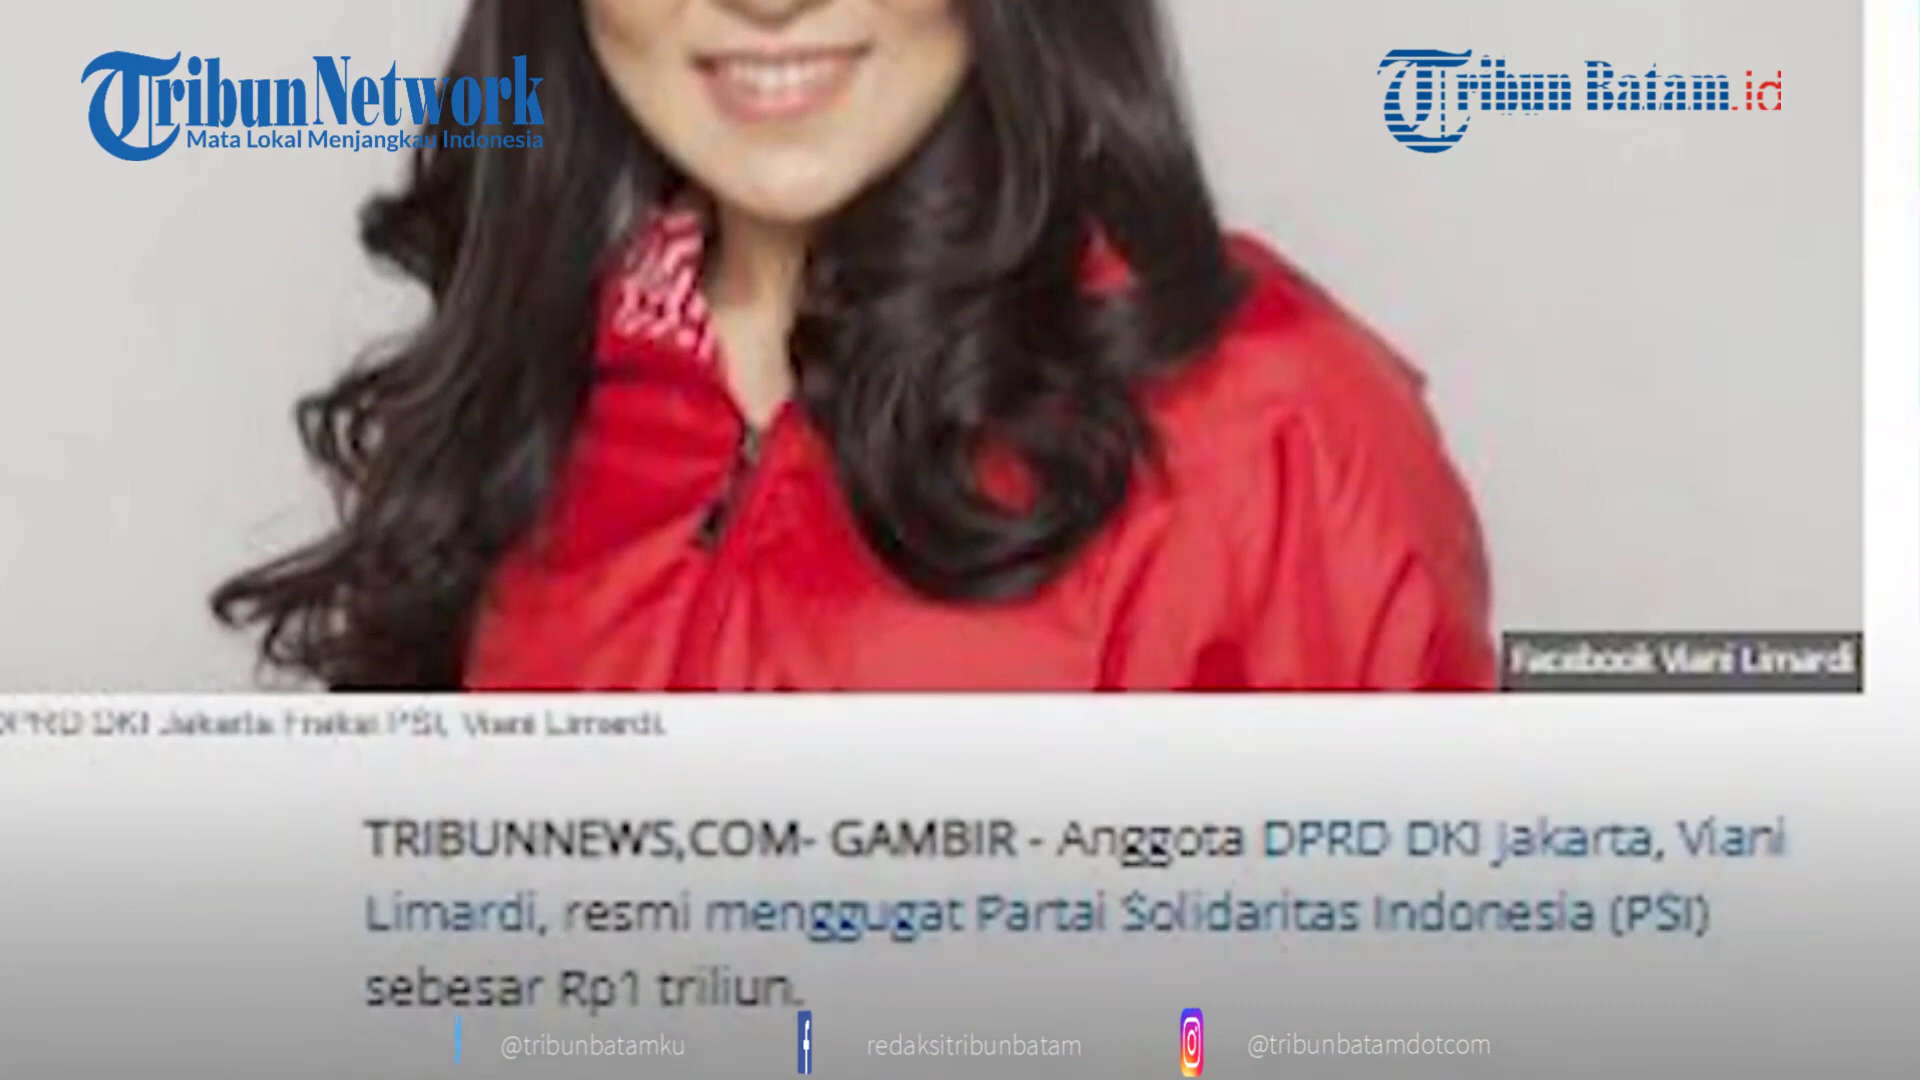 Tribun Network
Mata Lokal Menjangkau Indonesia
Tribun Batam.id
Facebook Viani Limardi
DPRD DKI Jakarta Fraksi PSI, Viani Limardi.
TRIBUNNEWS,COM- GAMBIR - Anggota DPRD DKI Jakarta, Viani
Limardi, resmi menggugat Partai Solidaritas Indonesia (PSI)
sebesar Rp1 triliun.
@tribunbatamku
redaksitribunbatam
@tribunbatamdotcom